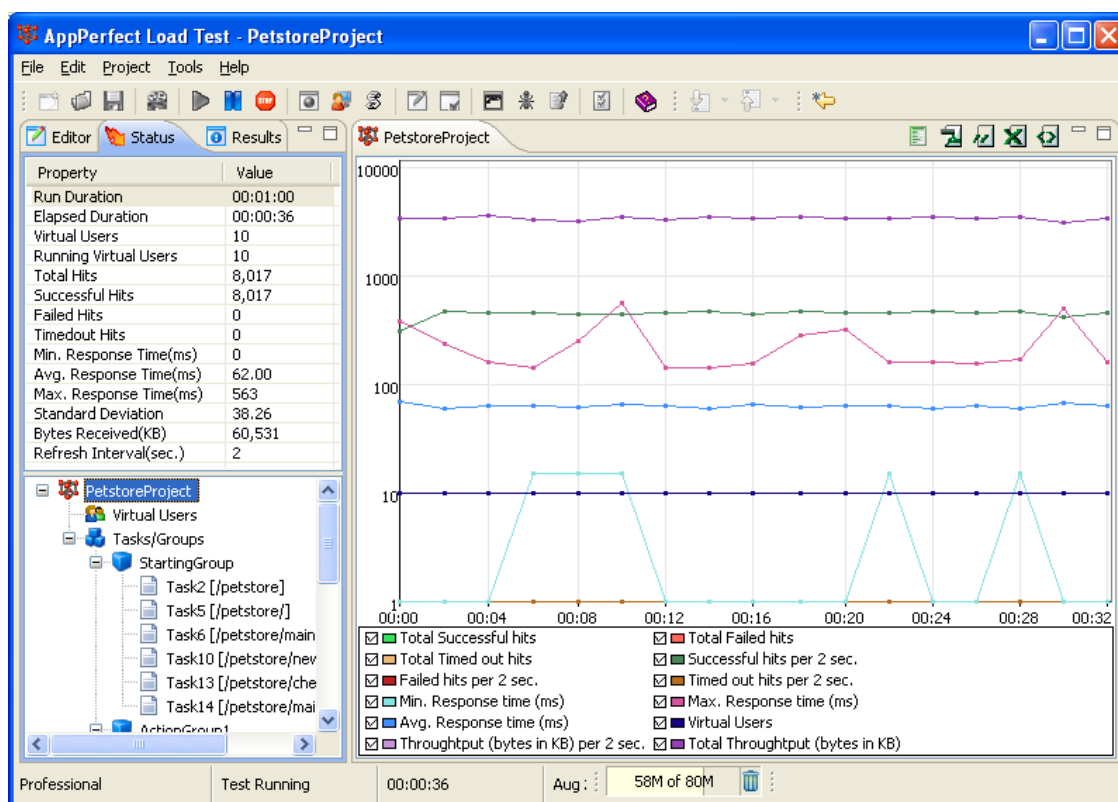 AppPerfect Load Test - PetstoreProject
File Edit Project Tools Help
STOP
Editor Status Results
Property Value
Run Duration 00:01:00
Elapsed Duration 00:00:36
Virtual Users 10
Running Virtual Users 10
Total Hits 8,017
Successful Hits 8,017
Failed Hits 0
Timedout Hits 0
Min. Response Time(ms) 0
Avg. Response Time(ms) 62.00
Max. Response Time(ms) 563
Standard Deviation 38.26
Bytes Received(KB) 60,531
Refresh Interval(sec.) 2
PetstoreProject
Virtual Users
Tasks/Groups
StartingGroup
Task2 [/petstore]
Task5 [/petstore/]
Task6 [/petstore/main
Task10 [/petstore/new
Task13 [/petstore/che
Task14 [/petstore/mai
ActionGroup1
PetstoreProject
10000
1000
100
10
1
00:00 00:04 00:08 00:12 00:16 00:20 00:24 00:28 00:32
Total Successful hits Total Failed hits
Total Timed out hits Successful hits per 2 sec.
Failed hits per 2 sec. Timed out hits per 2 sec.
Min. Response time (ms) Max. Response time (ms)
Avg. Response time (ms) Virtual Users
Throughtput (bytes in KB) per 2 sec. Total Throughtput (bytes in KB)
Professional Test Running 00:00:36 Aug : 58M of 80M